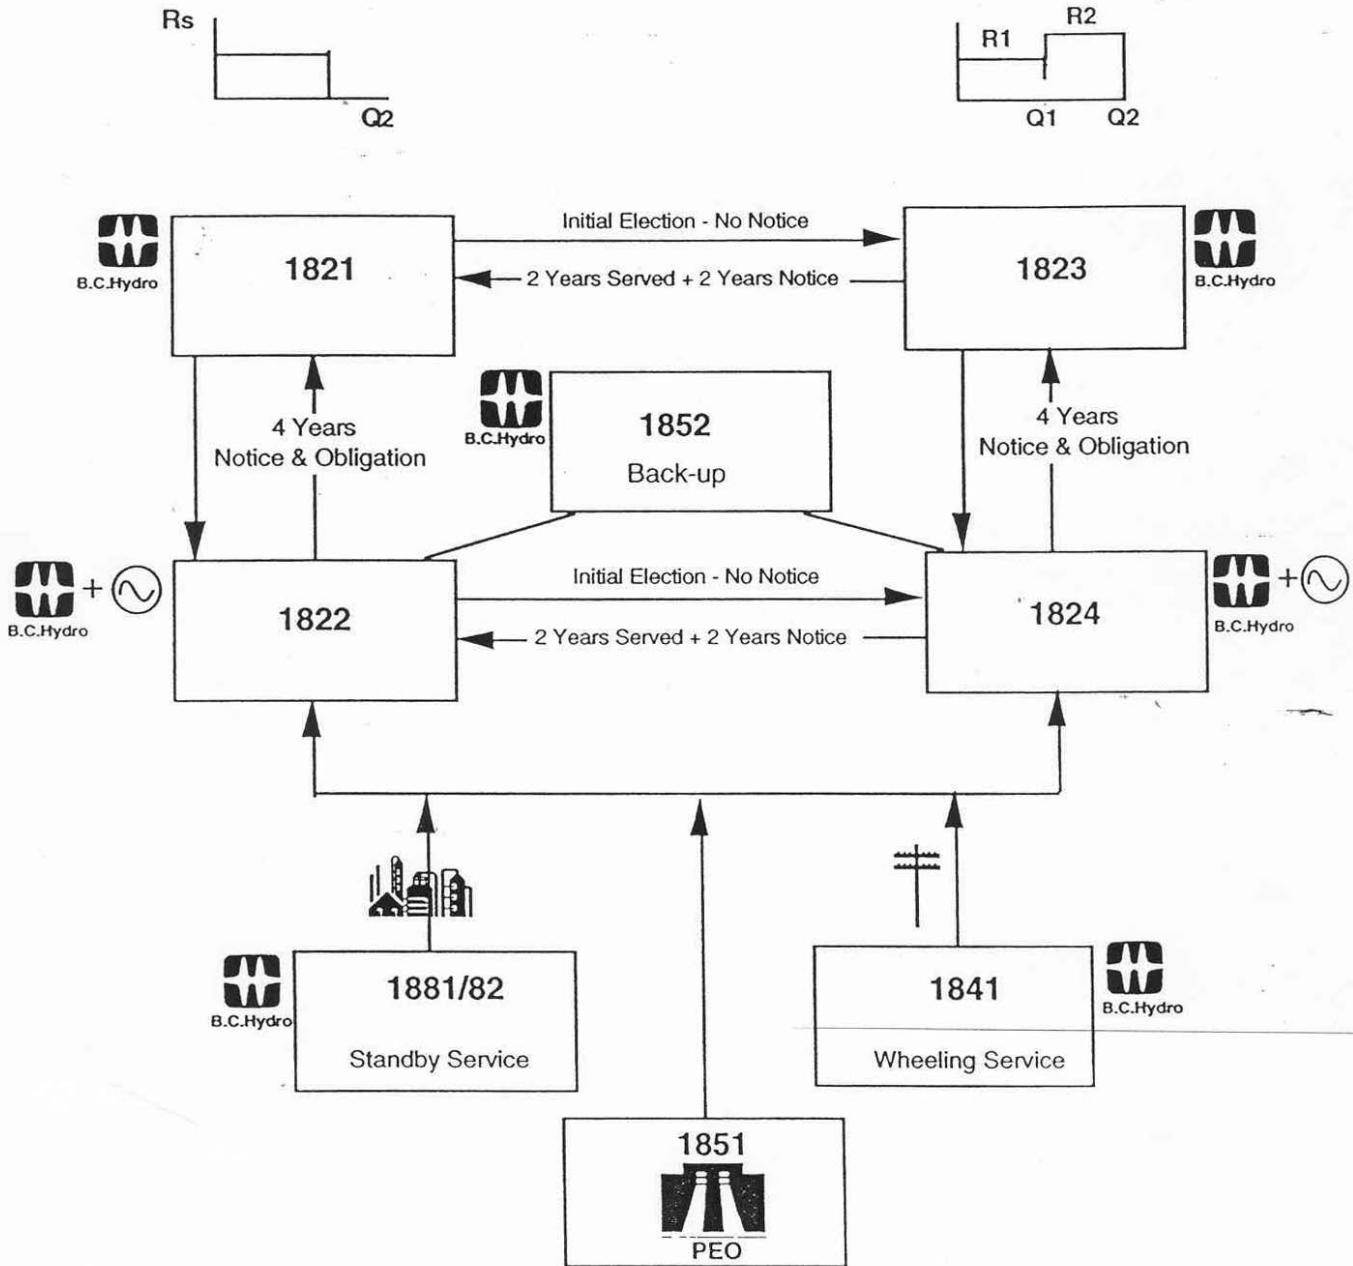 Rs
Q2
R1
R2
Q1
Q2
B.C.Hydro
1821
Initial Election - No Notice
2 Years Served + 2 Years Notice
1823
B.C.Hydro
4 Years
Notice & Obligation
B.C.Hydro
1852
Back-up
4 Years
Notice & Obligation
+
B.C.Hydro
1822
Initial Election - No Notice
2 Years Served + 2 Years Notice
1824
+
B.C.Hydro
B.C.Hydro
1881/82
Standby Service
1841
Wheeling Service
B.C.Hydro
1851
PEO